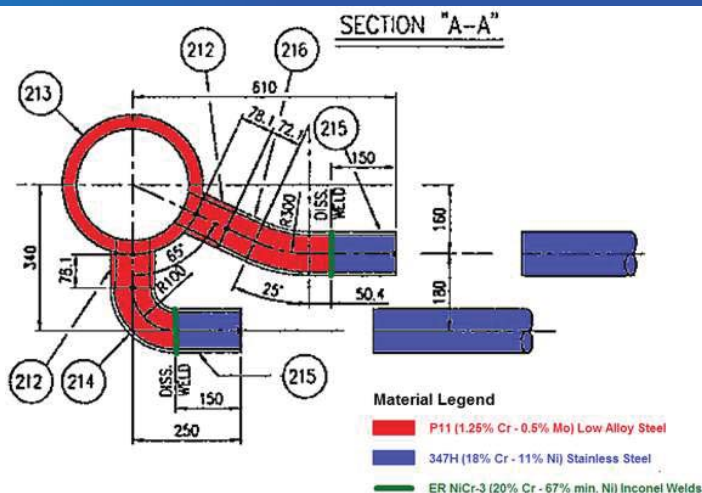 SECTION "A-A"
212
216
213
610
78.1
72.1
215
150
R300
DISS.
WELD
160
340
65°
78.1
R100
25°
50.4
180
212
214
DISS.
WELD
215
150
250
Material Legend
P11 (1.25% Cr - 0.5% Mo) Low Alloy Steel
347H (18% Cr - 11% Ni) Stainless Steel
ER NiCr-3 (20% Cr - 67% min. Ni) Inconel Welds